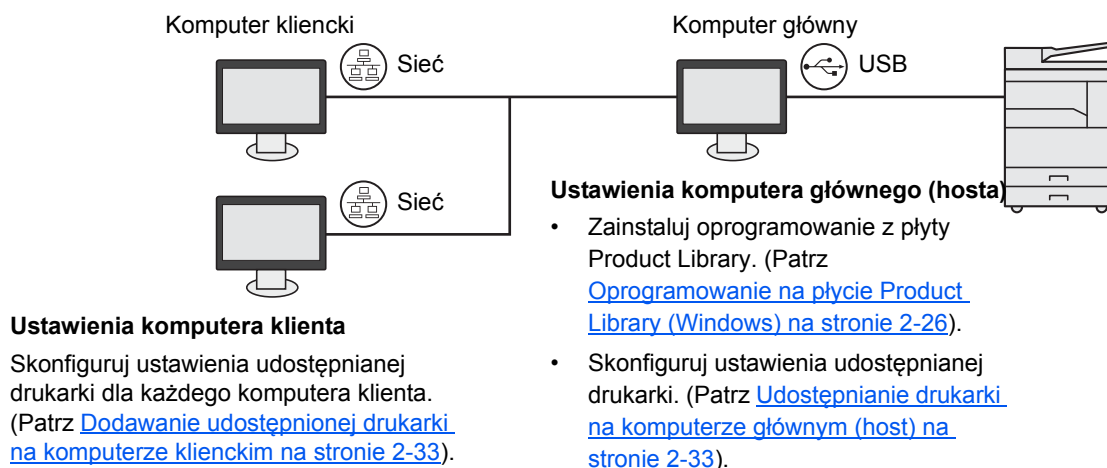 Komputer kliencki
Komputer główny
Sieć
USB
Sieć
Ustawienia komputera klienta
Skonfiguruj ustawienia udostępnianej
drukarki dla każdego komputera klienta.
(Patrz Dodawanie udostępnionej drukarki
na komputerze klienckim na stronie 2-33).
Ustawienia komputera głównego (hosta)
• Zainstaluj oprogramowanie z płyty
Product Library. (Patrz
Oprogramowanie na płycie Product
Library (Windows) na stronie 2-26).
• Skonfiguruj ustawienia udostępnianej
drukarki. (Patrz Udostępnianie drukarki
na komputerze głównym (host) na
stronie 2-33).